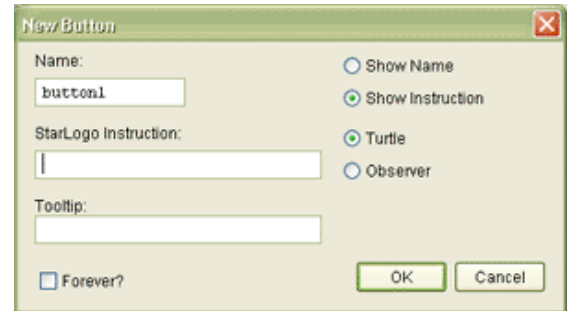 New Button
Name:
button1
StarLogo Instruction:
Tooltip:
Forever?
Show Name
Show Instruction
Turtle
Observer
OK
Cancel